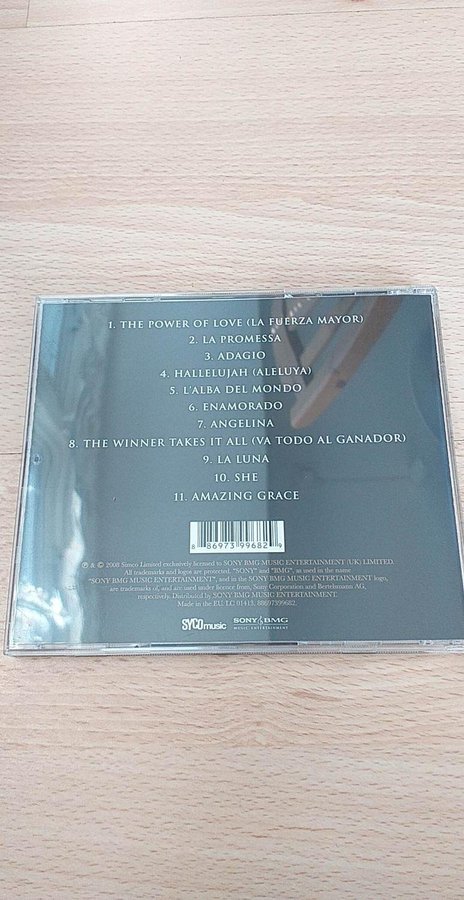 1. THE POWER OF LOVE (LA FUERZA MAYOR)
2. LA PROMESSA
3. ADAGIO
4. HALLELUJAH (ALELUYA)
5. L'ALBA DEL MONDO
6. ENAMORADO
7. ANGELINA
8. THE WINNER TAKES IT ALL (VA TODO AL GANADOR)
9. LA LUNA
10. SHE
11. AMAZING GRACE
8 86973 99682 9
℗ & © 2008 Simco Limited exclusively licensed to SONY BMG MUSIC ENTERTAINMENT (UK) LIMITED.
All trademarks and logos are protected. "SONY" and "BMG", as used in the name
"SONY BMG MUSIC ENTERTAINMENT", and in the SONY BMG MUSIC ENTERTAINMENT logo,
are trademarks of, and are used under licence from, Sony Corporation and Bertelsmann AG,
respectively. Distributed by SONY BMG MUSIC ENTERTAINMENT.
Made in the EU. LC 01413. 88697399682.
SYCOmusic SONY BMG
MUSIC ENTERTAINMENT